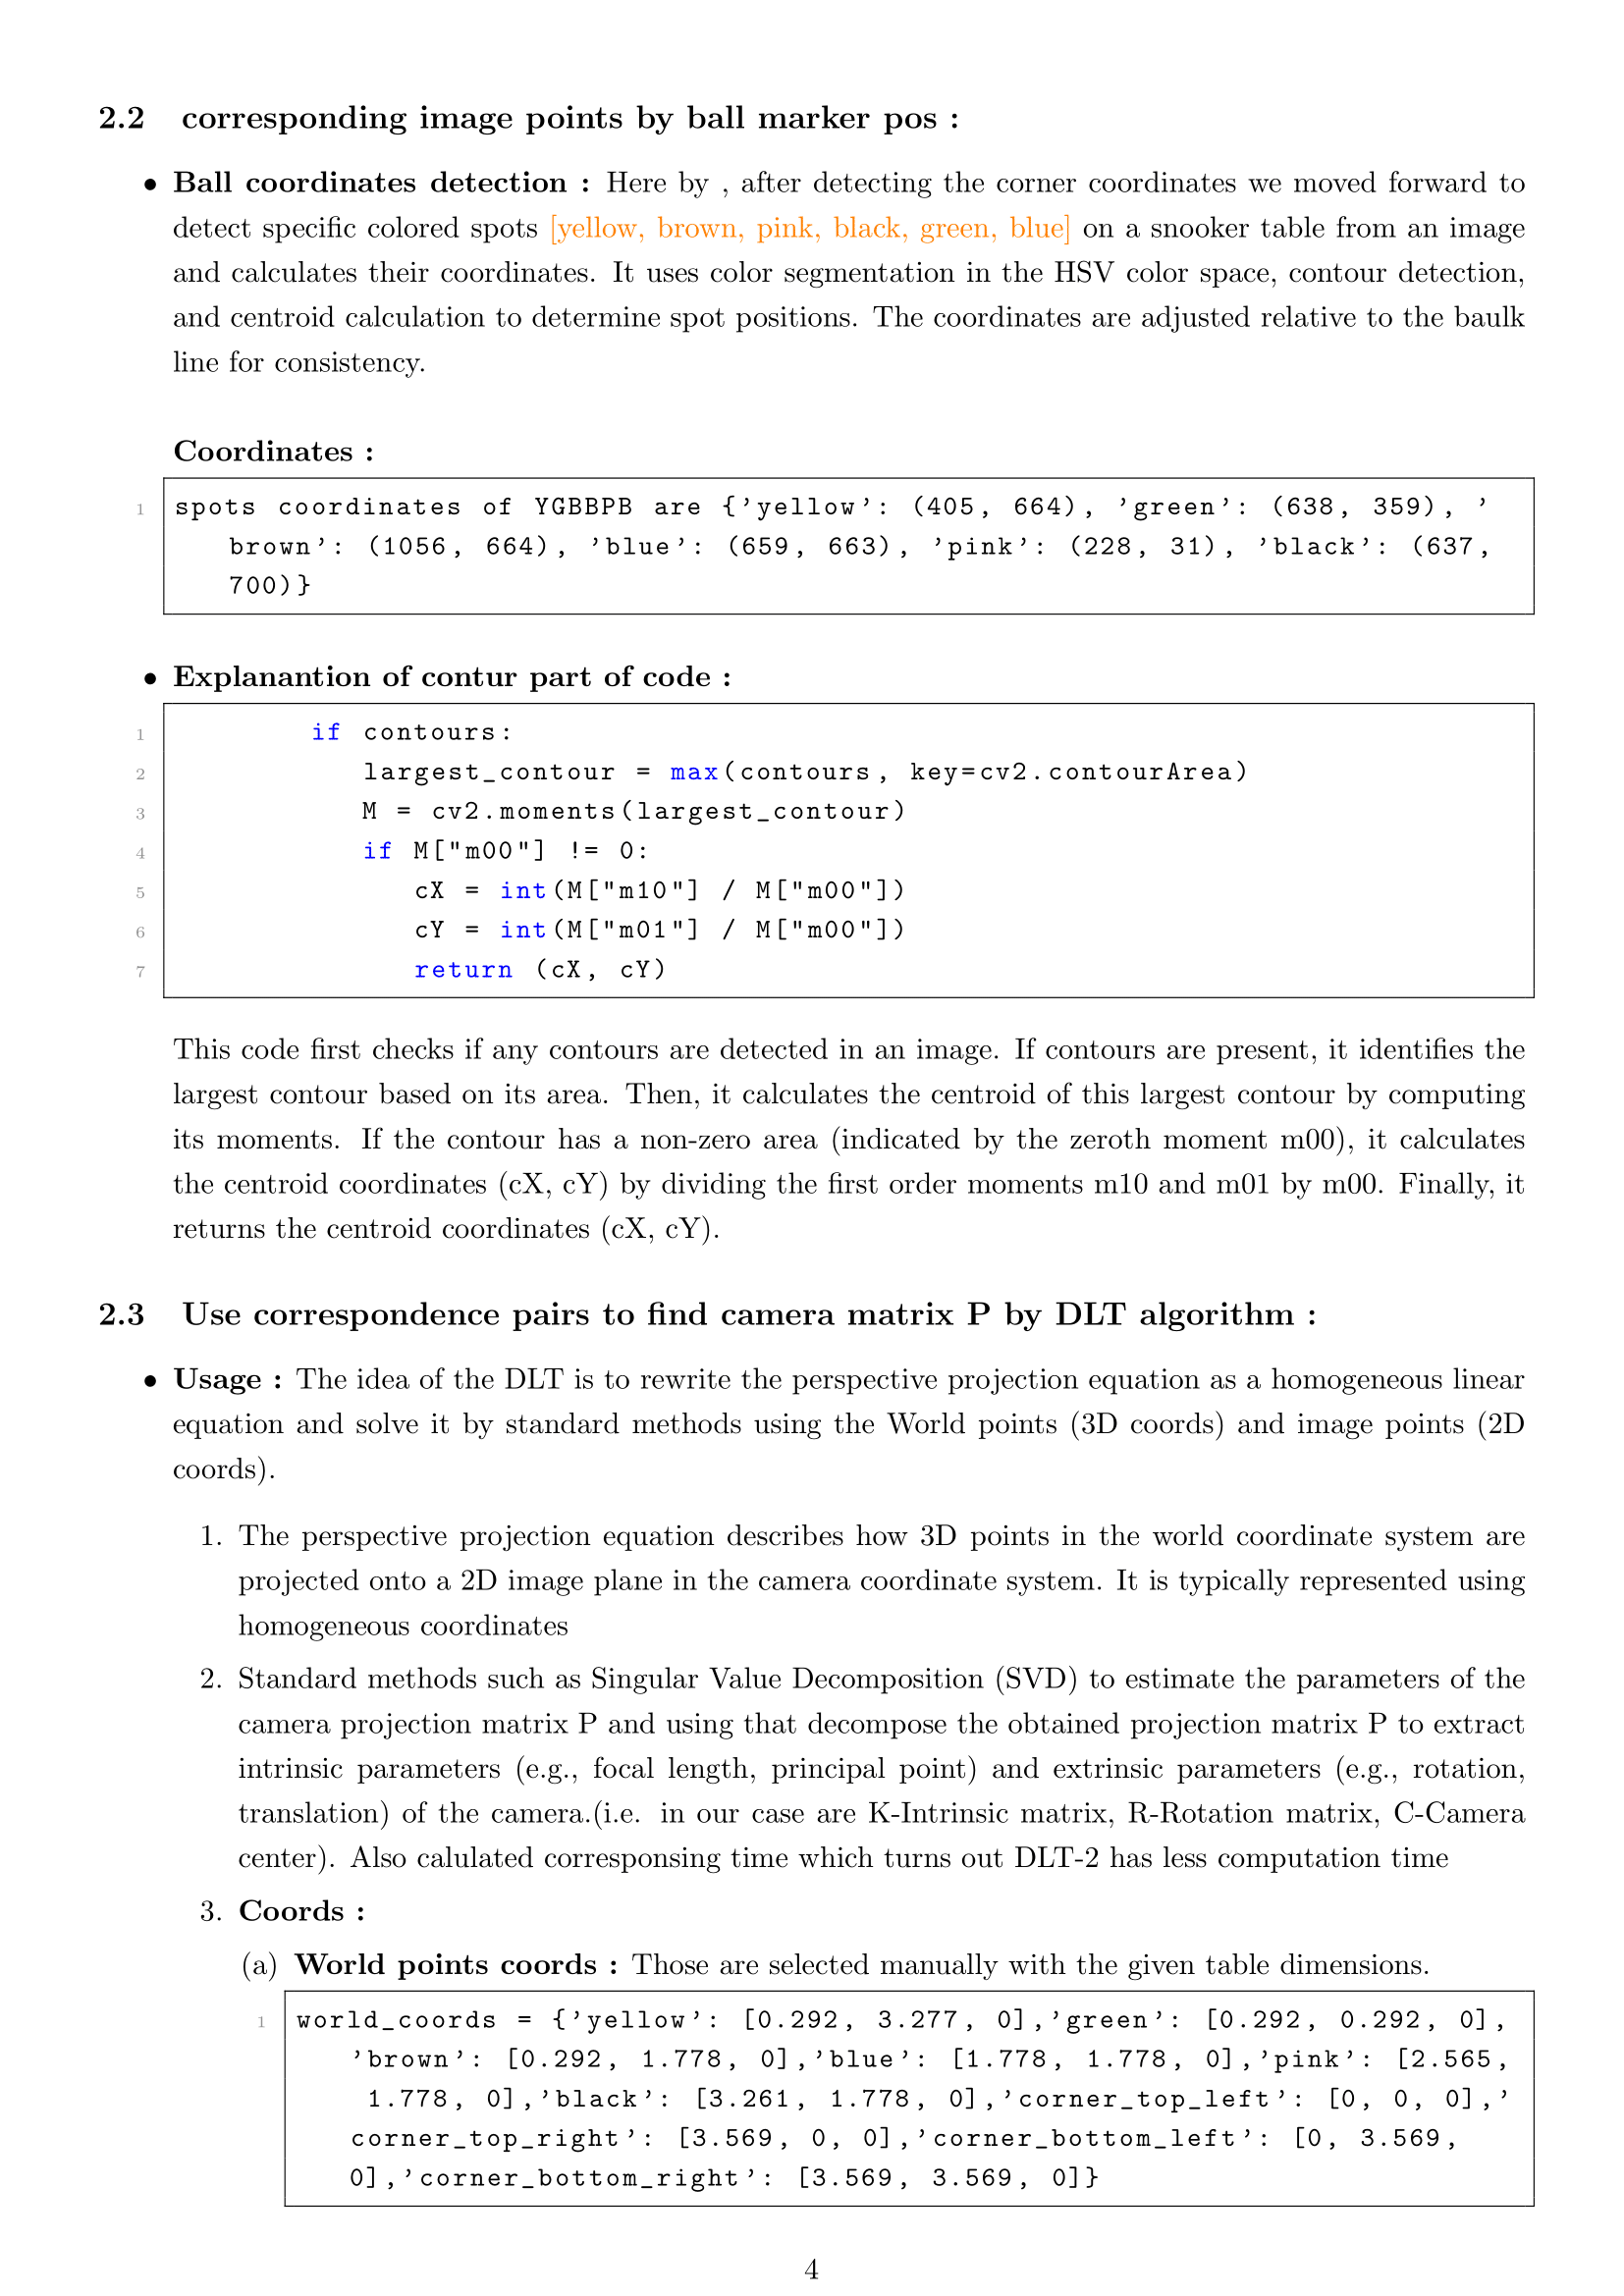 2.2 corresponding image points by ball marker pos :
• Ball coordinates detection : Here by , after detecting the corner coordinates we moved forward to
detect specific colored spots [yellow, brown, pink, black, green, blue] on a snooker table from an image
and calculates their coordinates. It uses color segmentation in the HSV color space, contour detection,
and centroid calculation to determine spot positions. The coordinates are adjusted relative to the baulk
line for consistency.
Coordinates :
1 spots coordinates of YGBBPB are {'yellow': (405, 664), 'green': (638, 359), '
brown': (1056, 664), 'blue': (659, 663), 'pink': (228, 31), 'black': (637,
700)}
• Explanantion of contur part of code :
1 if contours:
2 largest_contour = max(contours, key=cv2.contourArea)
3 M = cv2.moments(largest_contour)
4 if M["m00"] != 0:
5 cX = int(M["m10"] / M["m00"])
6 cY = int(M["m01"] / M["m00"])
7 return (cX, cY)
This code first checks if any contours are detected in an image. If contours are present, it identifies the
largest contour based on its area. Then, it calculates the centroid of this largest contour by computing
its moments. If the contour has a non-zero area (indicated by the zeroth moment m00), it calculates
the centroid coordinates (cX, cY) by dividing the first order moments m10 and m01 by m00. Finally, it
returns the centroid coordinates (cX, cY).
2.3 Use correspondence pairs to find camera matrix P by DLT algorithm :
• Usage : The idea of the DLT is to rewrite the perspective projection equation as a homogeneous linear
equation and solve it by standard methods using the World points (3D coords) and image points (2D
coords).
1. The perspective projection equation describes how 3D points in the world coordinate system are
projected onto a 2D image plane in the camera coordinate system. It is typically represented using
homogeneous coordinates
2. Standard methods such as Singular Value Decomposition (SVD) to estimate the parameters of the
camera projection matrix P and using that decompose the obtained projection matrix P to extract
intrinsic parameters (e.g., focal length, principal point) and extrinsic parameters (e.g., rotation,
translation) of the camera.(i.e. in our case are K-Intrinsic matrix, R-Rotation matrix, C-Camera
center). Also calulated corresponsing time which turns out DLT-2 has less computation time
3. Coords :
(a) World points coords : Those are selected manually with the given table dimensions.
1 world_coords = {'yellow': [0.292, 3.277, 0],'green': [0.292, 0.292, 0],
'brown': [0.292, 1.778, 0],'blue': [1.778, 1.778, 0],'pink': [2.565,
1.778, 0],'black': [3.261, 1.778, 0],'corner_top_left': [0, 0, 0],'
corner_top_right': [3.569, 0, 0],'corner_bottom_left': [0, 3.569,
0],'corner_bottom_right': [3.569, 3.569, 0]}
4